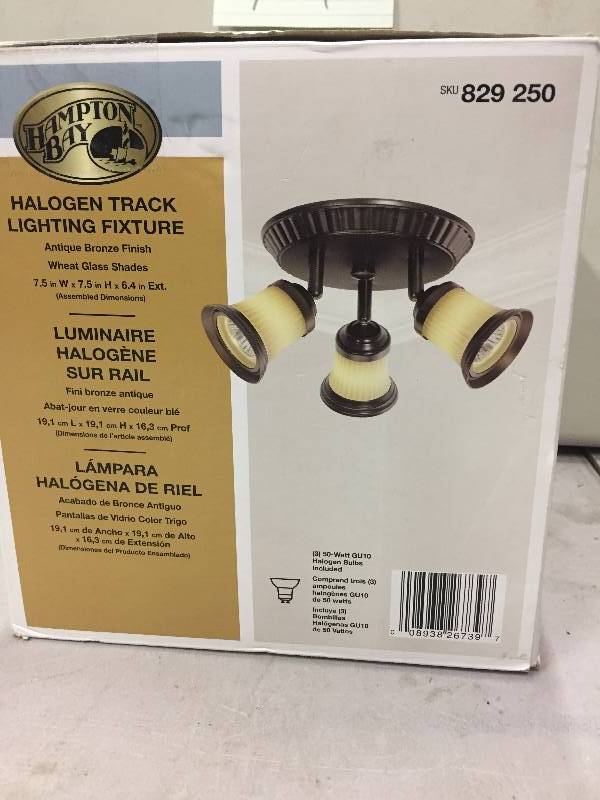 SKU 829 250
HAMPTON
BAY
HALOGEN TRACK
LIGHTING FIXTURE
Antique Bronze Finish
Wheat Glass Shades
7.5 in W x 7.5 in H x 6.4 in Ext.
(Assembled Dimensions)
LUMINAIRE
HALOGÈNE
SUR RAIL
Fini bronze antique
Abat-jour en verre couleur blé
19,1 cm L x 19,1 cm H x 16,3 cm Prof
(Dimensions de l'article assemblé)
LÁMPARA
HALÓGENA DE RIEL
Acabado de Bronce Antiguo
Pantallas de Vidrio Color Trigo
19,1 cm de Ancho x 19,1 cm de Alto
x 16,3 cm de Extensión
(Dimensiones del Producto Ensamblado)
(3) 50-Watt GU10
Halogen Bulbs
Included
Comprend trois (3)
ampoules
halogènes GU10
de 50 watts
Incluye (3)
Bombillas
Halógenas GU10
de 50 Vatios
0 08938 26739 7